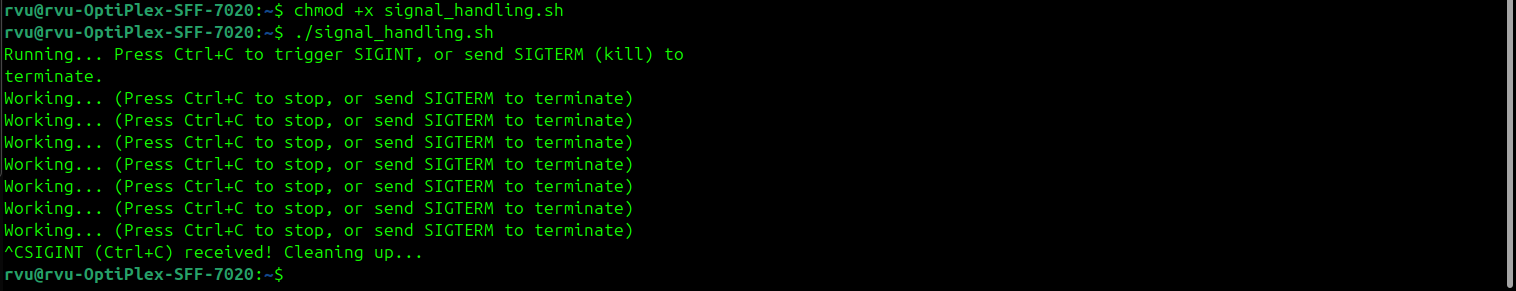 rvu@rvu-OptiPlex-SFF-7020:~$ chmod +x signal_handling.sh
rvu@rvu-OptiPlex-SFF-7020:~$ ./signal_handling.sh
Running... Press Ctrl+C to trigger SIGINT, or send SIGTERM (kill) to
terminate.
Working... (Press Ctrl+C to stop, or send SIGTERM to terminate)
Working... (Press Ctrl+C to stop, or send SIGTERM to terminate)
Working... (Press Ctrl+C to stop, or send SIGTERM to terminate)
Working... (Press Ctrl+C to stop, or send SIGTERM to terminate)
Working... (Press Ctrl+C to stop, or send SIGTERM to terminate)
Working... (Press Ctrl+C to stop, or send SIGTERM to terminate)
Working... (Press Ctrl+C to stop, or send SIGTERM to terminate)
^CSIGINT (Ctrl+C) received! Cleaning up...
rvu@rvu-OptiPlex-SFF-7020:~$